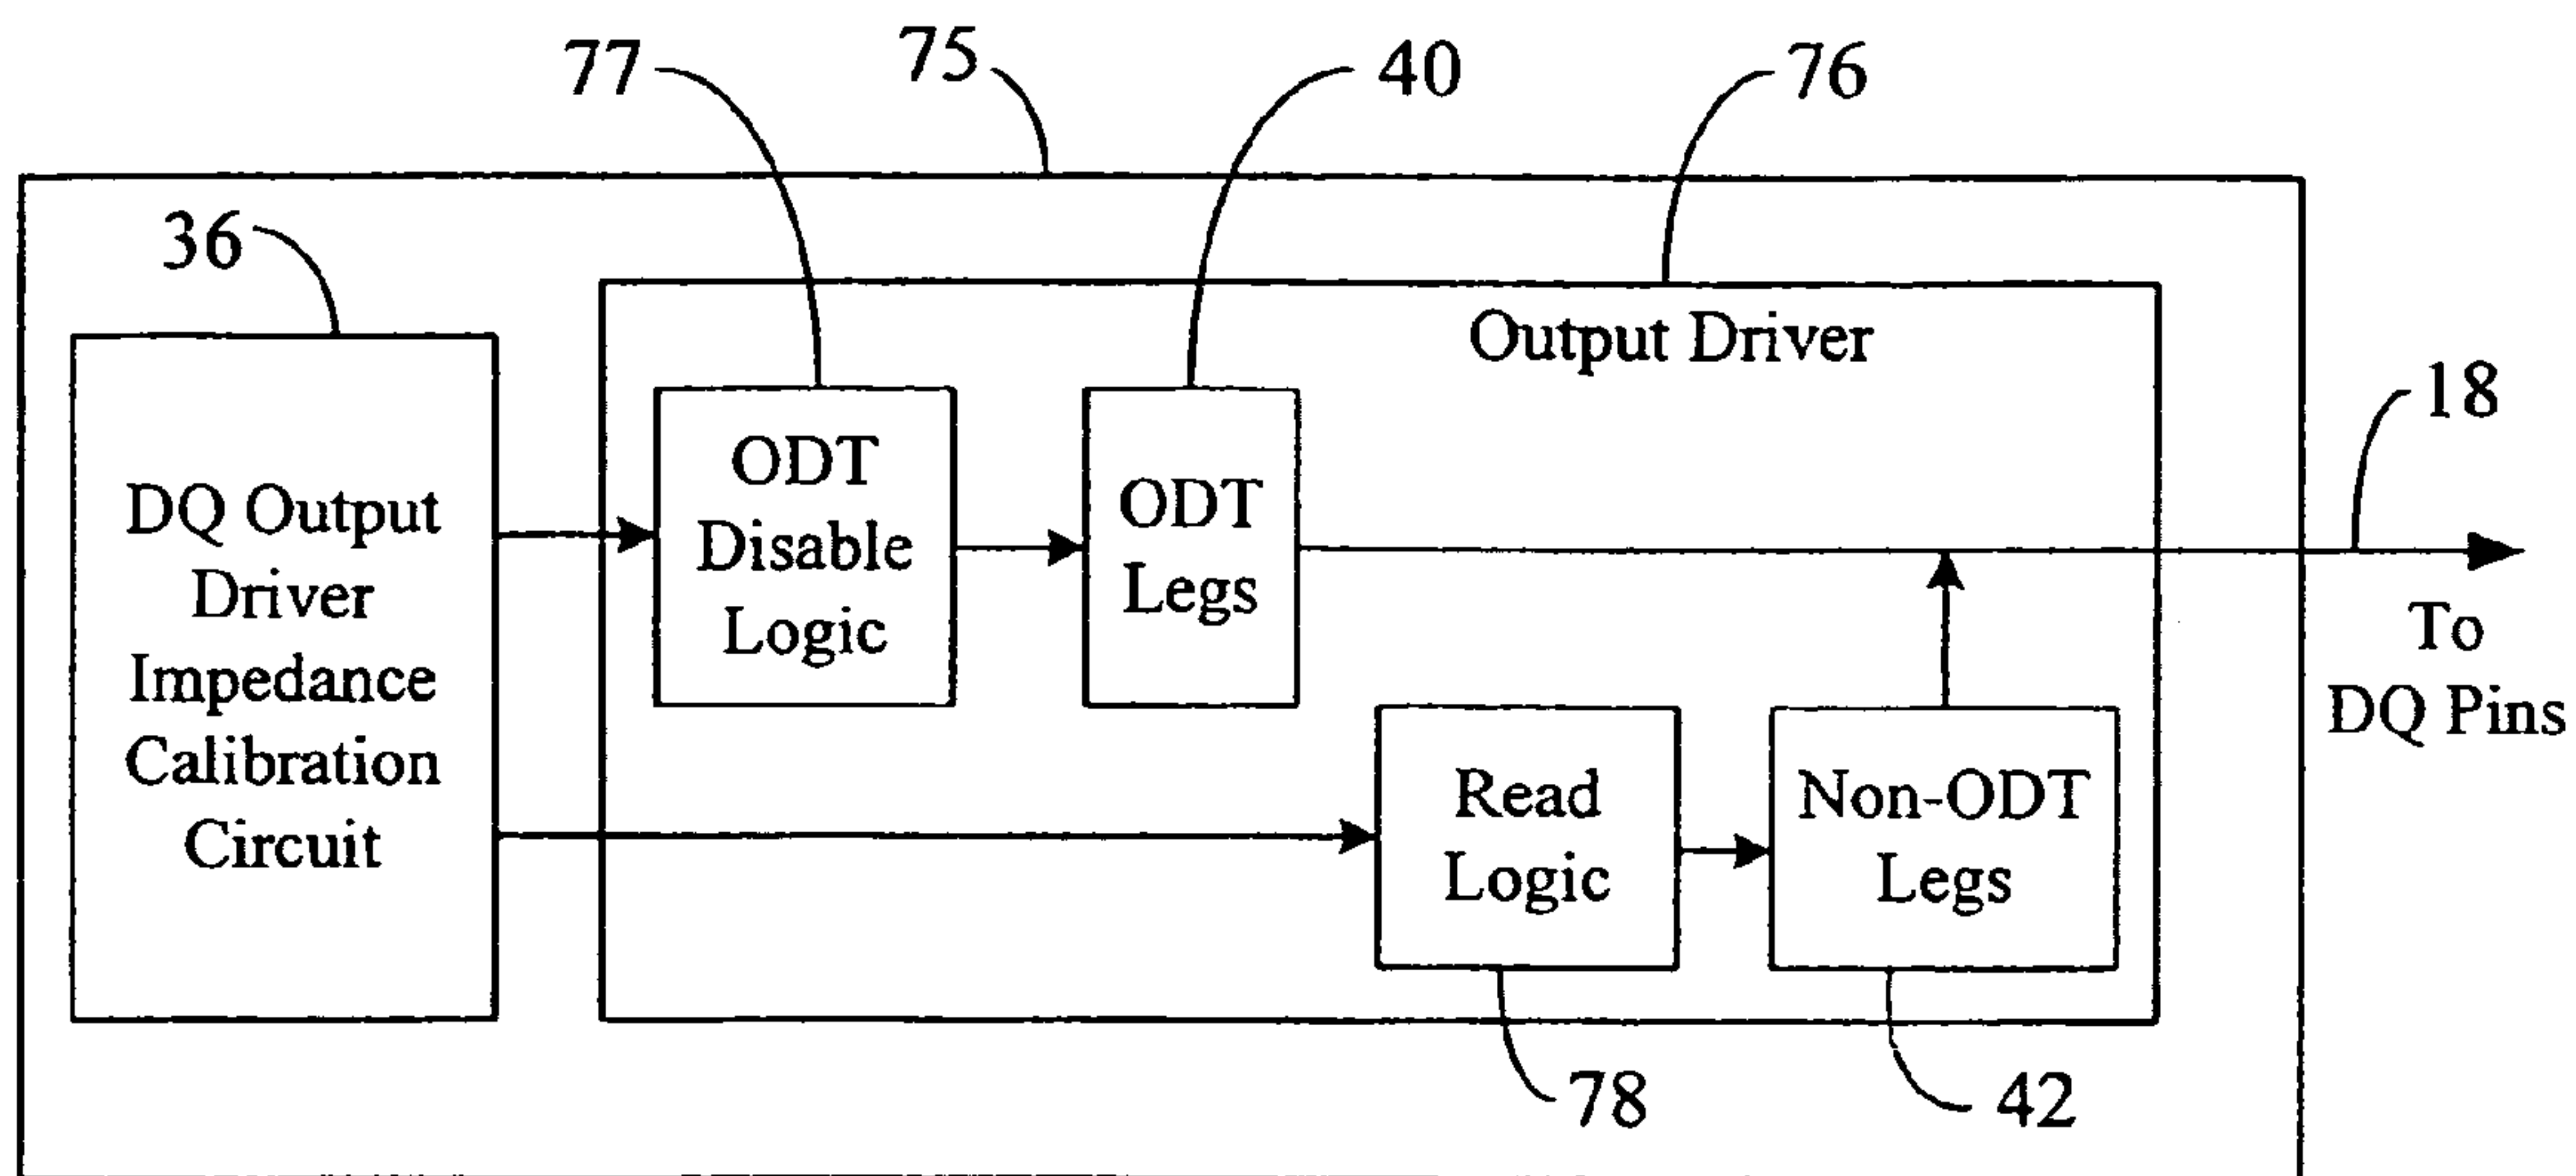 77
75
40
76
36
Output Driver
18
DQ Output
Driver
Impedance
Calibration
Circuit
ODT
Disable
Logic
ODT
Legs
To
DQ Pins
Read
Logic
Non-ODT
Legs
78
42